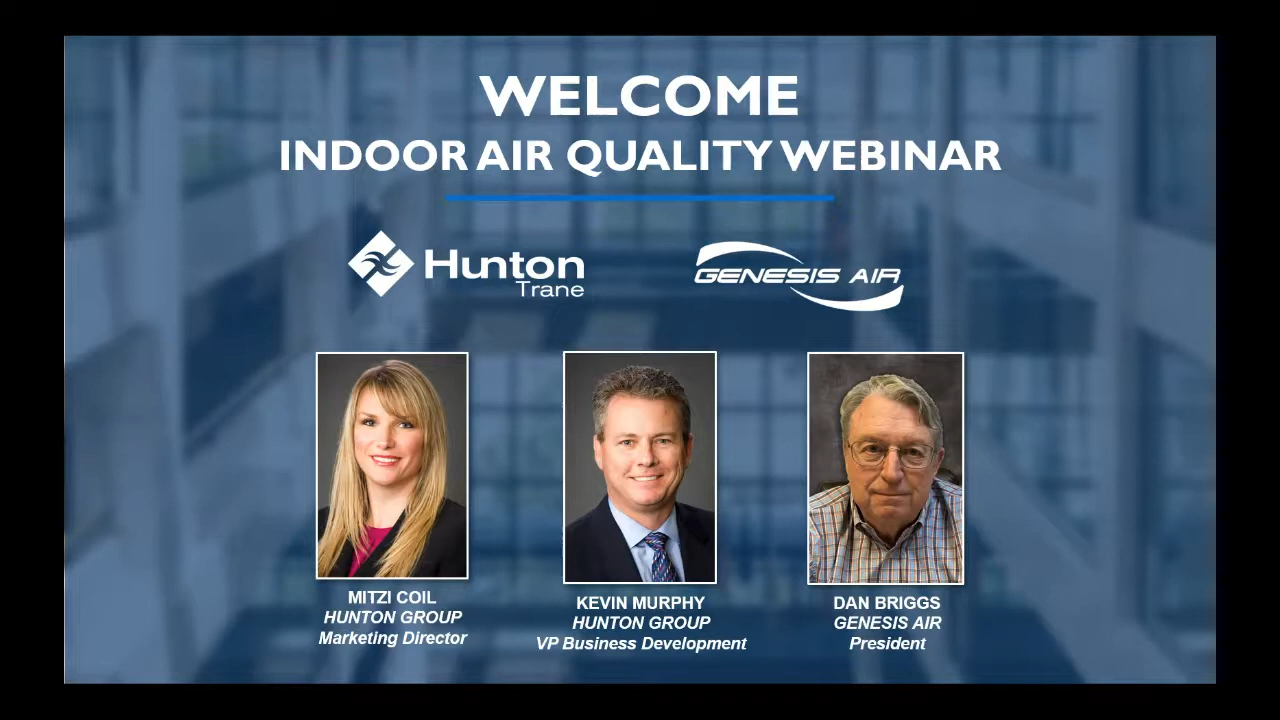 WELCOME
INDOOR AIR QUALITY WEBINAR
Hunton
Trane
GENESIS AIR
MITZI COIL
HUNTON GROUP
Marketing Director
KEVIN MURPHY
HUNTON GROUP
VP Business Development
DAN BRIGGS
GENESIS AIR
President